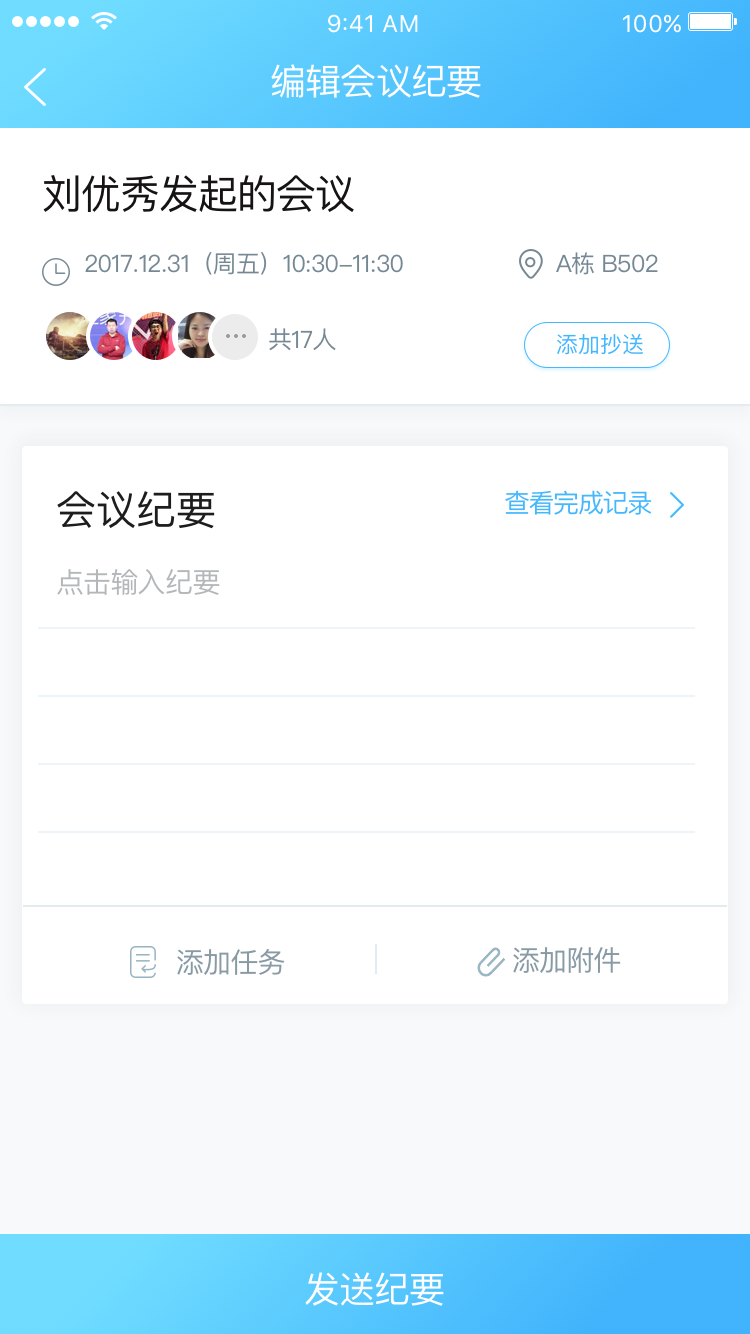 9:41 AM 100%
编辑会议纪要
刘优秀发起的会议
2017.12.31（周五）10:30–11:30 A栋 B502
共17人 添加抄送
会议纪要 查看完成记录
点击输入纪要
添加任务 添加附件
发送纪要